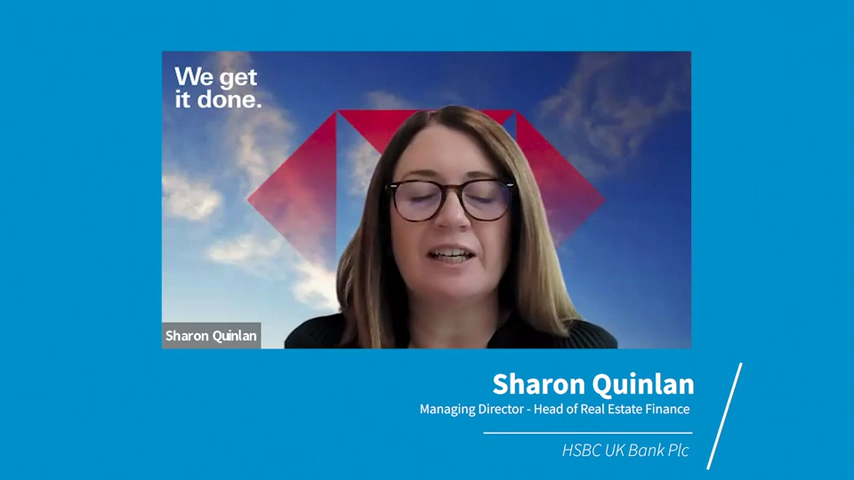 We get
it done.
Sharon Quinlan
Sharon Quinlan
Managing Director - Head of Real Estate Finance
HSBC UK Bank Plc